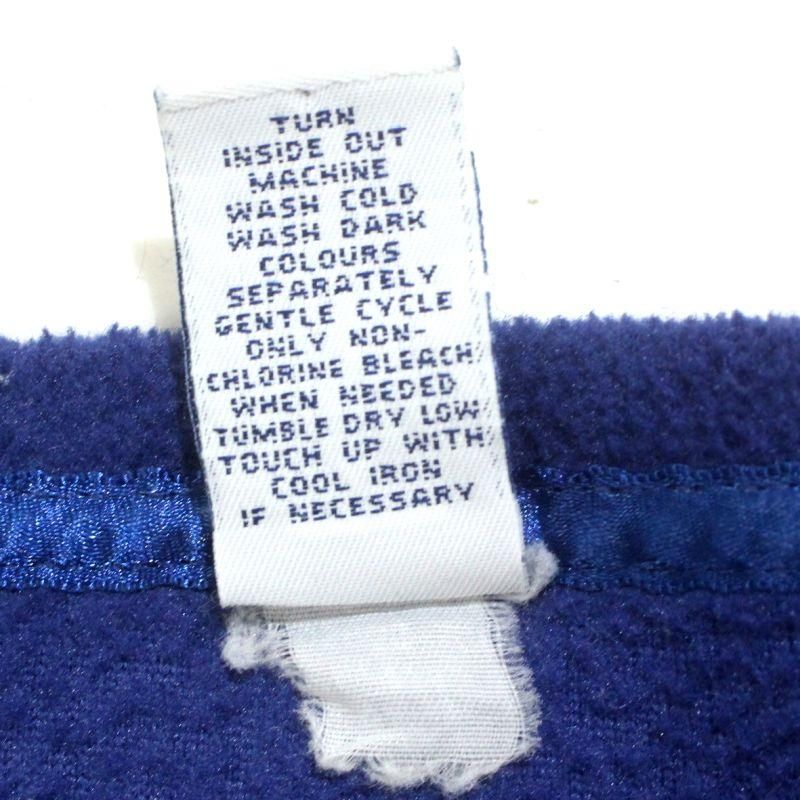 TURN
INSIDE OUT
MACHINE
WASH COLD
WASH DARK
COLOURS
SEPARATELY
GENTLE CYCLE
ONLY NON-
CHLORINE BLEACH
WHEN NEEDED
TUMBLE DRY LOW
TOUCH UP WITH
COOL IRON
IF NECESSARY